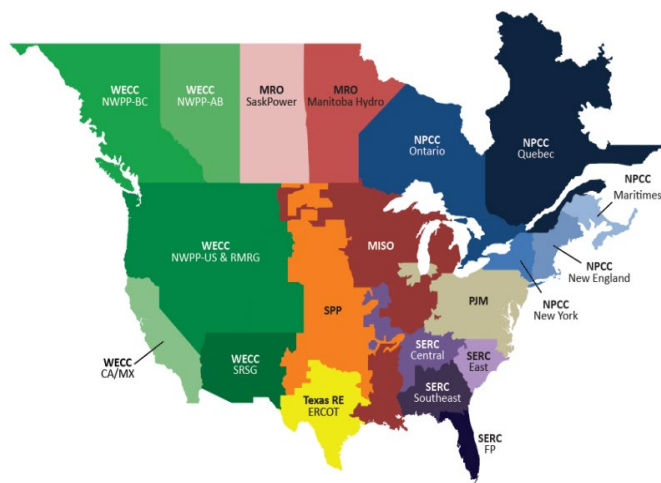 WECC
NWPP-BC
WECC
NWPP-AB
MRO
SaskPower
MRO
Manitoba Hydro
NPCC
Ontario
NPCC
Quebec
NPCC
Maritimes
WECC
NWPP-US & RMRG
MISO
NPCC
New England
SPP
PJM
NPCC
New York
WECC
CA/MX
WECC
SRSG
SERC
Central
SERC
East
Texas RE
ERCOT
SERC
Southeast
SERC
FP